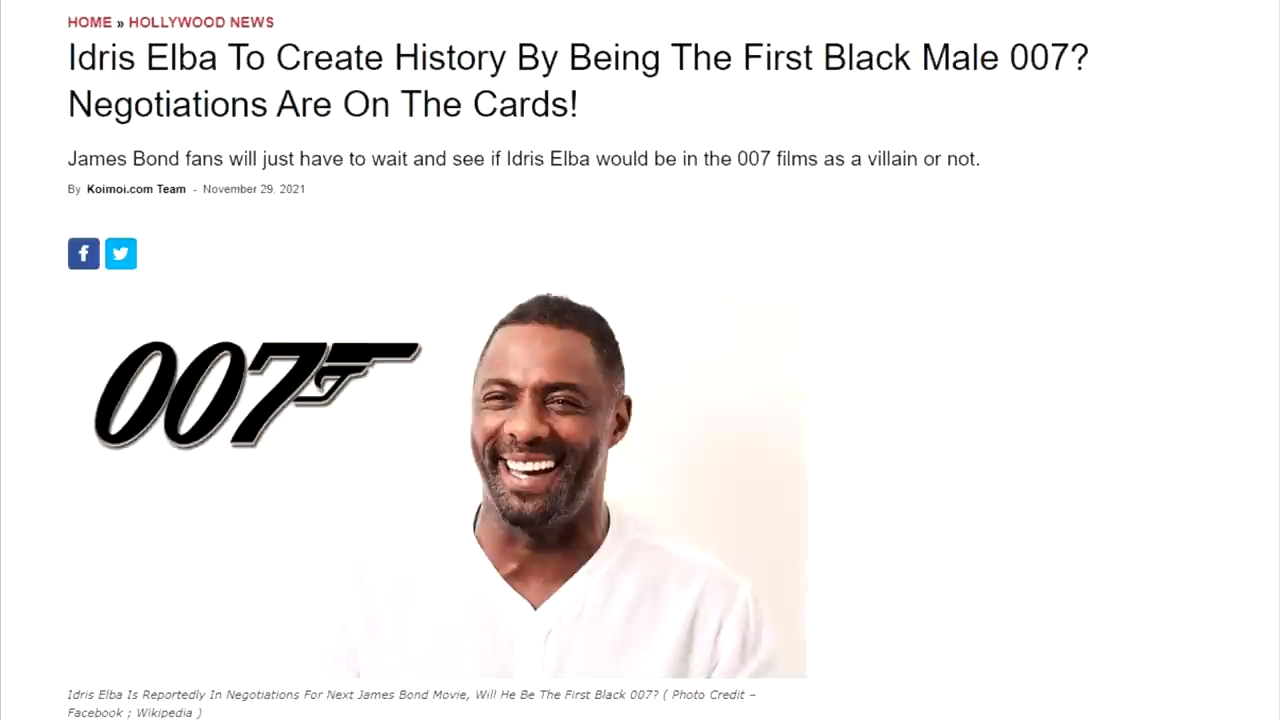 HOME » HOLLYWOOD NEWS
Idris Elba To Create History By Being The First Black Male 007?
Negotiations Are On The Cards!
James Bond fans will just have to wait and see if Idris Elba would be in the 007 films as a villain or not.
By Koimoi.com Team - November 29, 2021
f
007
Idris Elba Is Reportedly In Negotiations For Next James Bond Movie, Will He Be The First Black 007? ( Photo Credit –
Facebook ; Wikipedia )